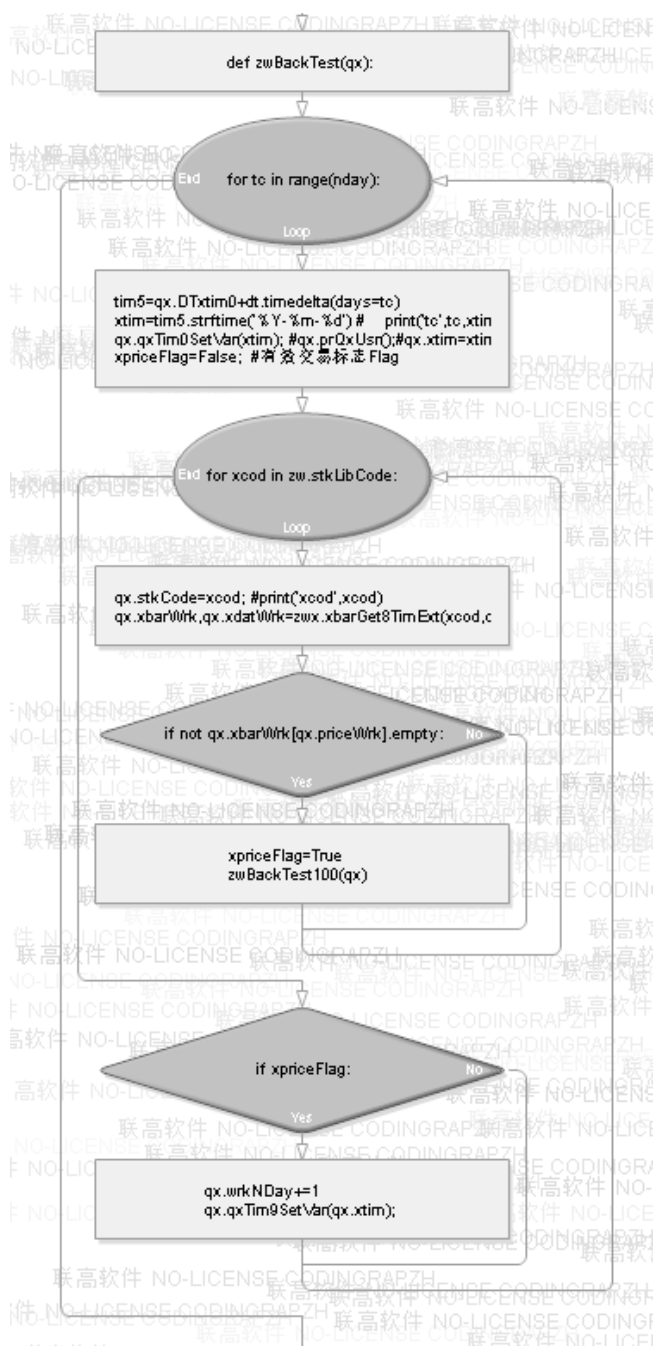 def zwBackTest(qx):
for tc in range(nday):
End
Loop
tim5=qx.DTxtim0+dt.timedelta(days=tc)
xtim=tim5.strftime('%Y-%m-%d') # print('tc',tc,xtim
qx.qxTim0SetVar(xtim); #qx.prQxUsr();#qx.xtim=xtim
xpriceFlag=False; #有效交易标志Flag
End
for xcod in zw.stkLibCode:
Loop
qx.stkCode=xcod; #print('xcod',xcod)
qx.xbarWrk,qx.xdatWrk=zwx.xbarGet8TimExt(xcod,c
if not qx.xbarWrk[qx.priceWrk].empty:
No
Yes
xpriceFlag=True
zwBackTest100(qx)
if xpriceFlag:
No
Yes
qx.wrkNDay+=1
qx.qxTim9SetVar(qx.xtim);
联高软件 NO-LICENSE CODINGRAPZH